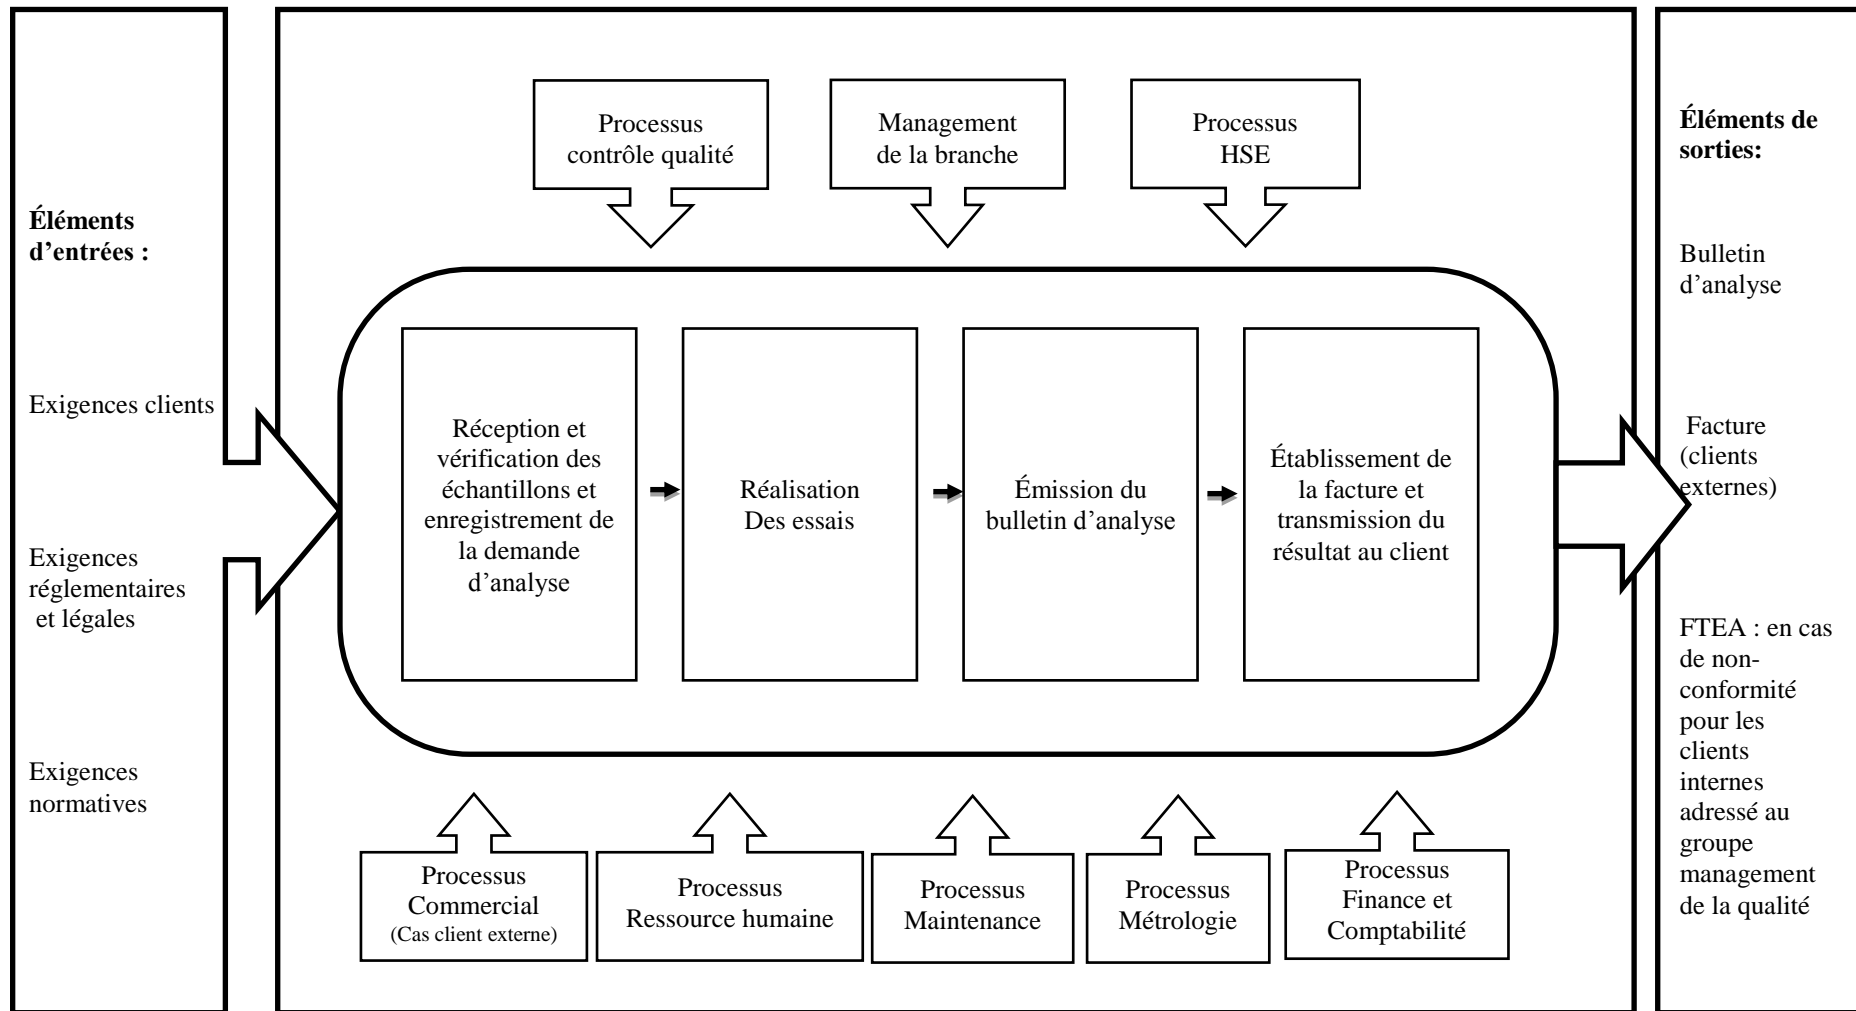 Éléments
d’entrées :
Exigences clients
Exigences
réglementaires
et légales
Exigences
normatives
Processus
contrôle qualité
Management
de la branche
Processus
HSE
Réception et
vérification des
échantillons et
enregistrement de
la demande
d’analyse
Réalisation
Des essais
Émission du
bulletin d’analyse
Établissement de
la facture et
transmission du
résultat au client
Processus
Commercial
(Cas client externe)
Processus
Ressource humaine
Processus
Maintenance
Processus
Métrologie
Processus
Finance et
Comptabilité
Éléments de
sorties:
Bulletin
d’analyse
Facture
(clients
externes)
FTEA : en cas
de non-
conformité
pour les
clients
internes
adressé au
groupe
management
de la qualité